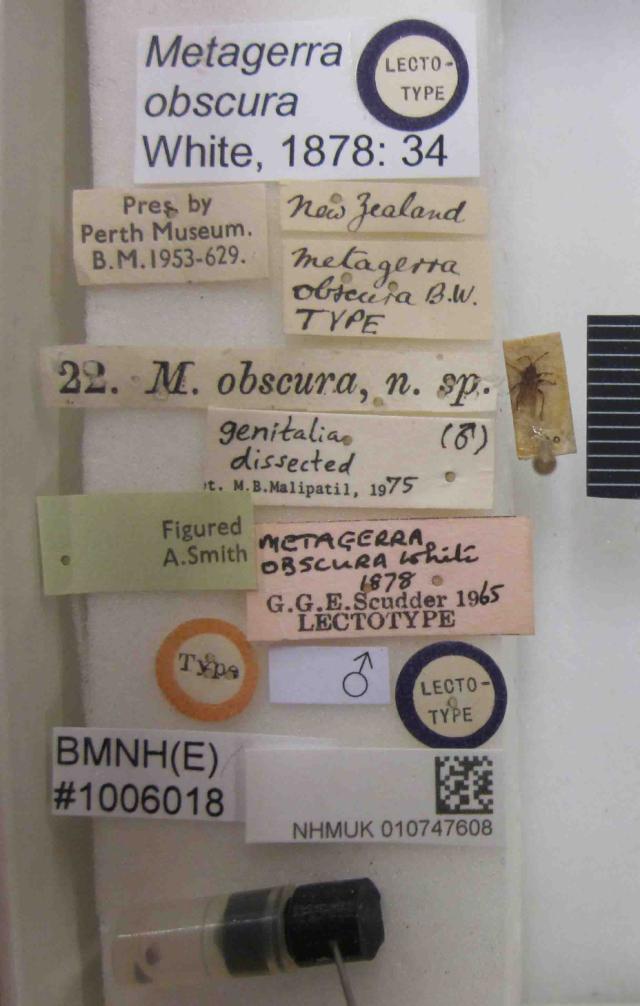 Metagerra
obscura
White, 1878: 34
LECTO-
TYPE
Pres. by
Perth Museum.
B.M.1953-629.
New Zealand
Metagerra
obscura B.W.
TYPE
22. M. obscura, n. sp.
genitalia (♂)
dissected
t. M.B.Malipatil, 1975
Figured
A.Smith
METAGERRA
OBSCURA White
1878
G.G.E.Scudder 1965
LECTOTYPE
Type
♂
LECTO-
TYPE
BMNH(E)
#1006018
NHMUK 010747608